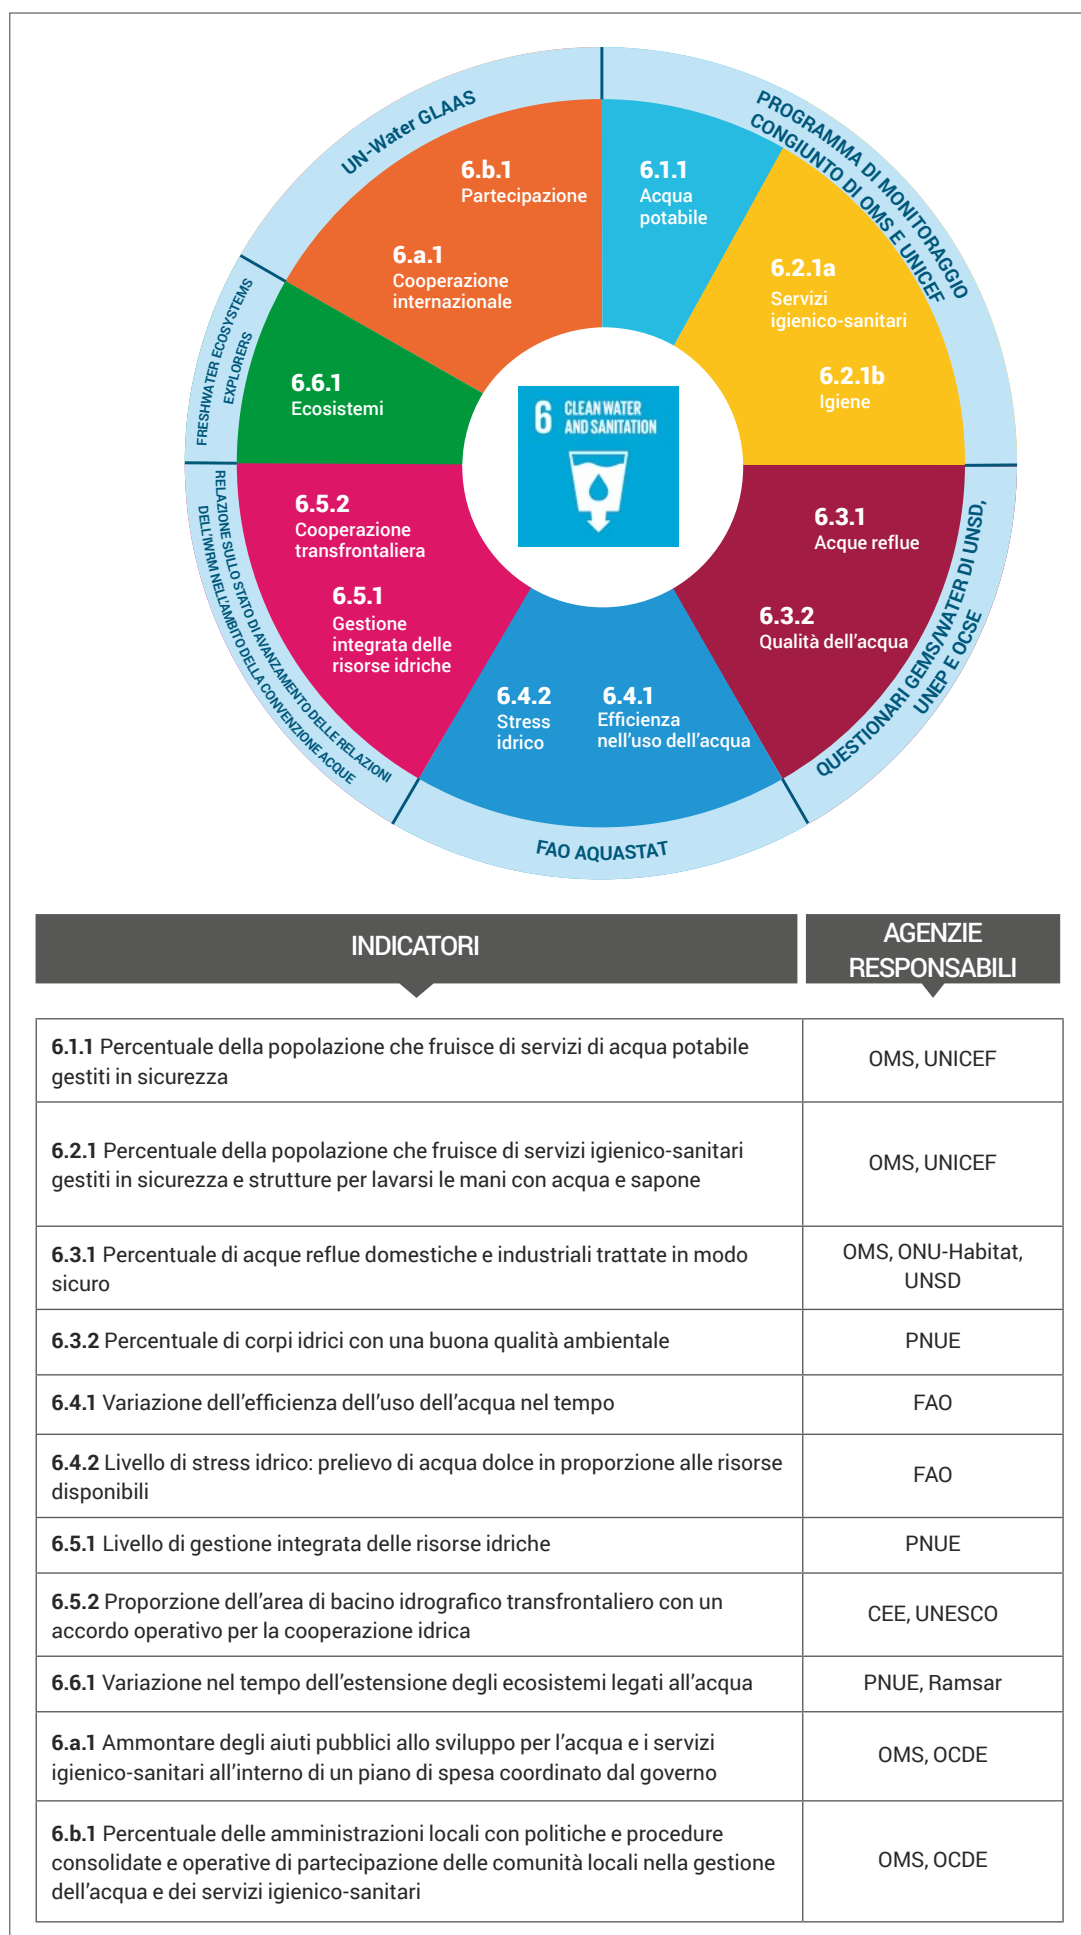 UN-Water GLAAS
PROGRAMMA DI MONITORAGGIO
CONGIUNTO DI OMS E UNICEF
6.b.1
Partecipazione
6.1.1
Acqua
potabile
6.a.1
Cooperazione
internazionale
6.2.1a
Servizi
igienico-sanitari
6.2.1b
Igiene
FRESHWATER ECOSYSTEMS
EXPLORERS
6.6.1
Ecosistemi
6 CLEAN WATER
AND SANITATION
6.5.2
Cooperazione
transfrontaliera
6.5.1
Gestione
integrata delle
risorse idriche
RELAZIONE SULLO STATO DI AVANZAMENTO DELLE RELAZIONI
DELL'IWRM NELL'AMBITO DELLA CONVENZIONE ACQUE
6.3.1
Acque reflue
6.3.2
Qualità dell'acqua
QUESTIONARI GEMS/WATER DI UNSD,
UNEP E OCSE
6.4.2
Stress
idrico
6.4.1
Efficienza
nell'uso dell'acqua
FAO AQUASTAT
INDICATORI
AGENZIE
RESPONSABILI
6.1.1 Percentuale della popolazione che fruisce di servizi di acqua potabile
gestiti in sicurezza
OMS, UNICEF
6.2.1 Percentuale della popolazione che fruisce di servizi igienico-sanitari
gestiti in sicurezza e strutture per lavarsi le mani con acqua e sapone
OMS, UNICEF
6.3.1 Percentuale di acque reflue domestiche e industriali trattate in modo
sicuro
OMS, ONU-Habitat,
UNSD
6.3.2 Percentuale di corpi idrici con una buona qualità ambientale
PNUE
6.4.1 Variazione dell'efficienza dell'uso dell'acqua nel tempo
FAO
6.4.2 Livello di stress idrico: prelievo di acqua dolce in proporzione alle risorse
disponibili
FAO
6.5.1 Livello di gestione integrata delle risorse idriche
PNUE
6.5.2 Proporzione dell'area di bacino idrografico transfrontaliero con un
accordo operativo per la cooperazione idrica
CEE, UNESCO
6.6.1 Variazione nel tempo dell'estensione degli ecosistemi legati all'acqua
PNUE, Ramsar
6.a.1 Ammontare degli aiuti pubblici allo sviluppo per l'acqua e i servizi
igienico-sanitari all'interno di un piano di spesa coordinato dal governo
OMS, OCDE
6.b.1 Percentuale delle amministrazioni locali con politiche e procedure
consolidate e operative di partecipazione delle comunità locali nella gestione
dell'acqua e dei servizi igienico-sanitari
OMS, OCDE